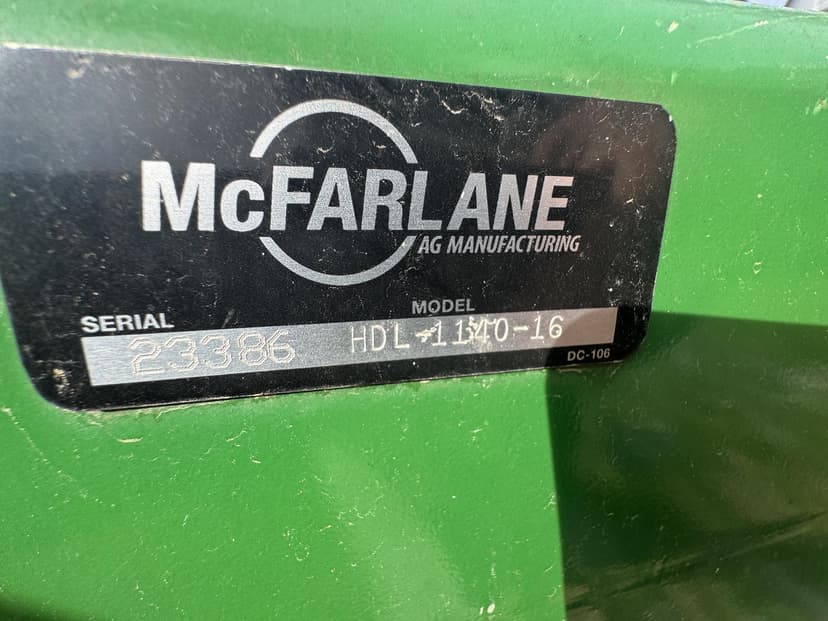 McFARLANE
AG MANUFACTURING
SERIAL MODEL
23386 HDL-1140-16
DC-106